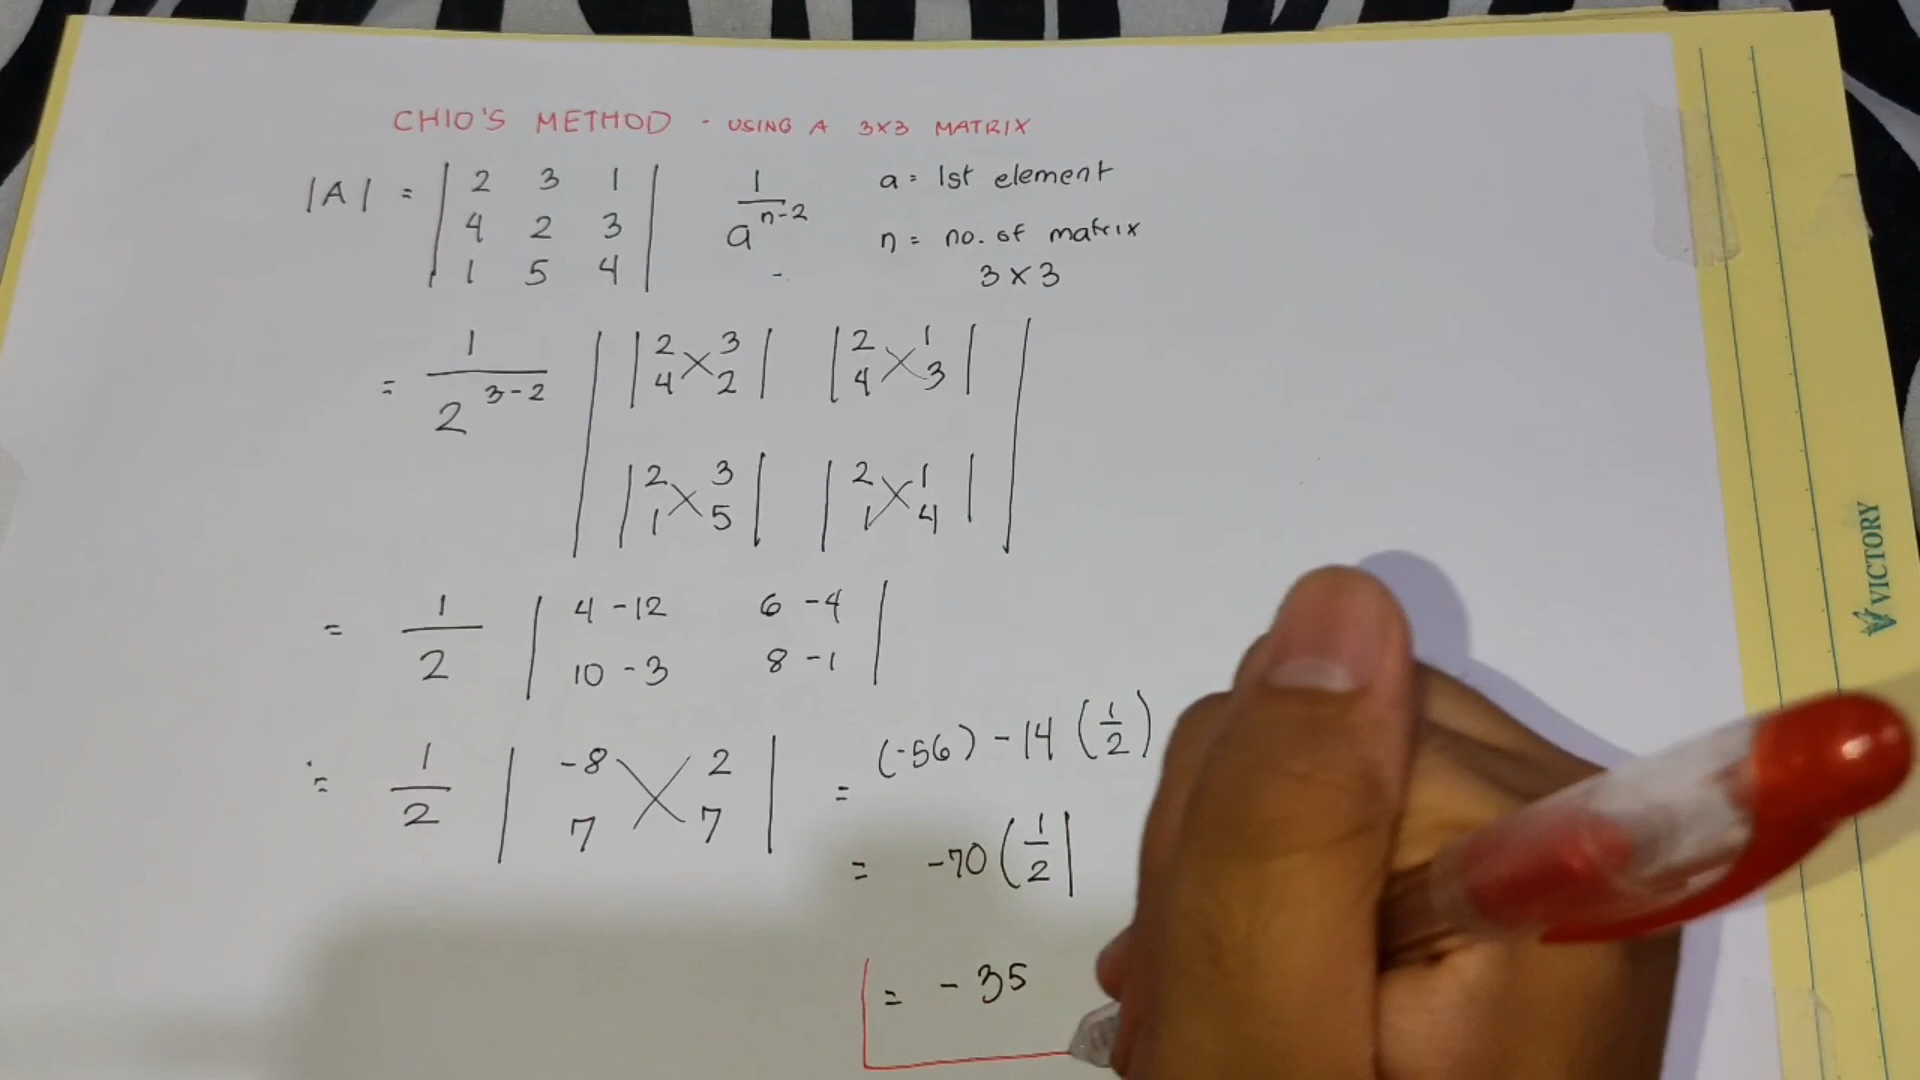 CHIO'S METHOD - USING A 3X3 MATRIX
|A| = | 2 3 1 | 1 a = 1st element
| 4 2 3 | a^n-2 n = no. of matrix
| 1 5 4 | 3 X 3
= 1 | |2 3| |2 1| |
2^3-2 | |4 2| |4 3| |
| |2 3| |2 1| |
| |1 5| |1 4| |
= 1 | 4 -12 6 -4 |
2 | 10 -3 8 -1 |
= 1 | -8 2 | = (-56) -14 (1/2)
2 | 7 7 |
= -70 (1/2|
= -35
VICTORY